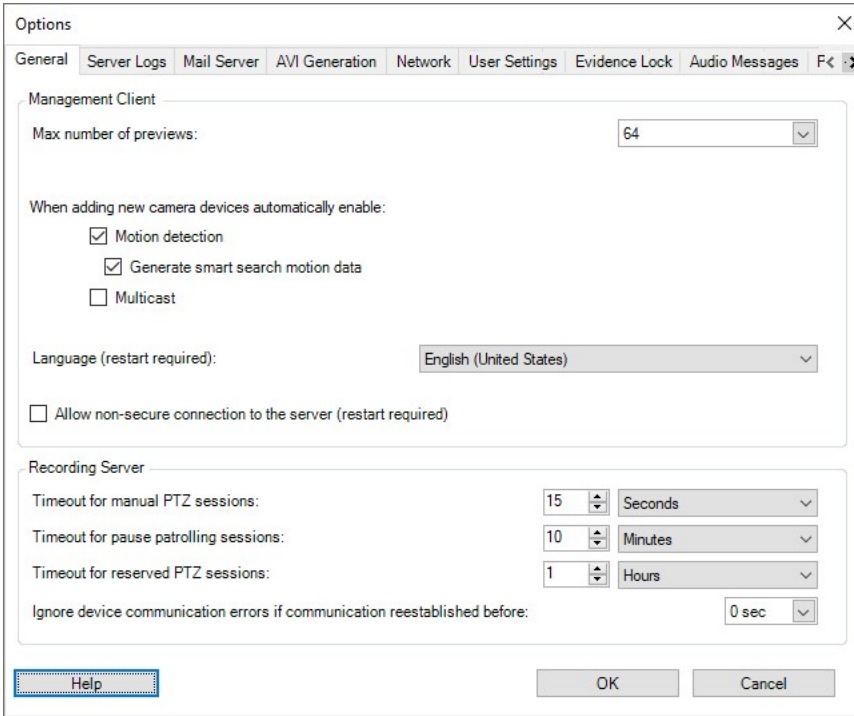 Options
General Server Logs Mail Server AVI Generation Network User Settings Evidence Lock Audio Messages
Management Client
Max number of previews: 64
When adding new camera devices automatically enable:
Motion detection
Generate smart search motion data
Multicast
Language (restart required): English (United States)
Allow non-secure connection to the server (restart required)
Recording Server
Timeout for manual PTZ sessions: 15 Seconds
Timeout for pause patrolling sessions: 10 Minutes
Timeout for reserved PTZ sessions: 1 Hours
Ignore device communication errors if communication reestablished before: 0 sec
Help OK Cancel